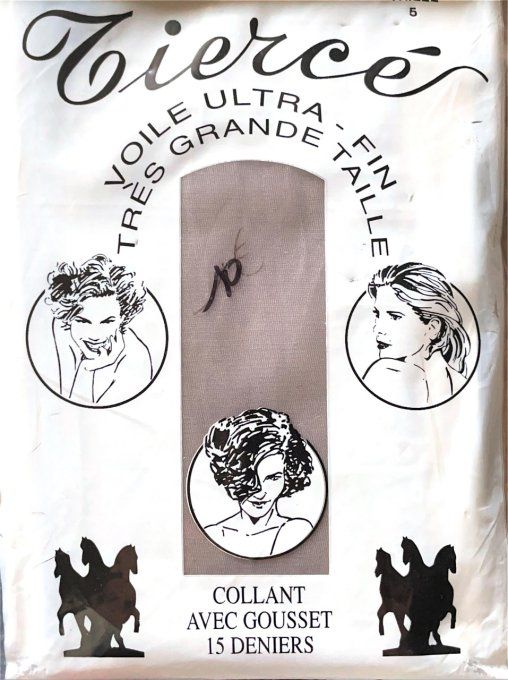 5
Tiercé
VOILE ULTRA - FIN
TRÈS GRANDE TAILLE
COLLANT
AVEC GOUSSET
15 DENIERS